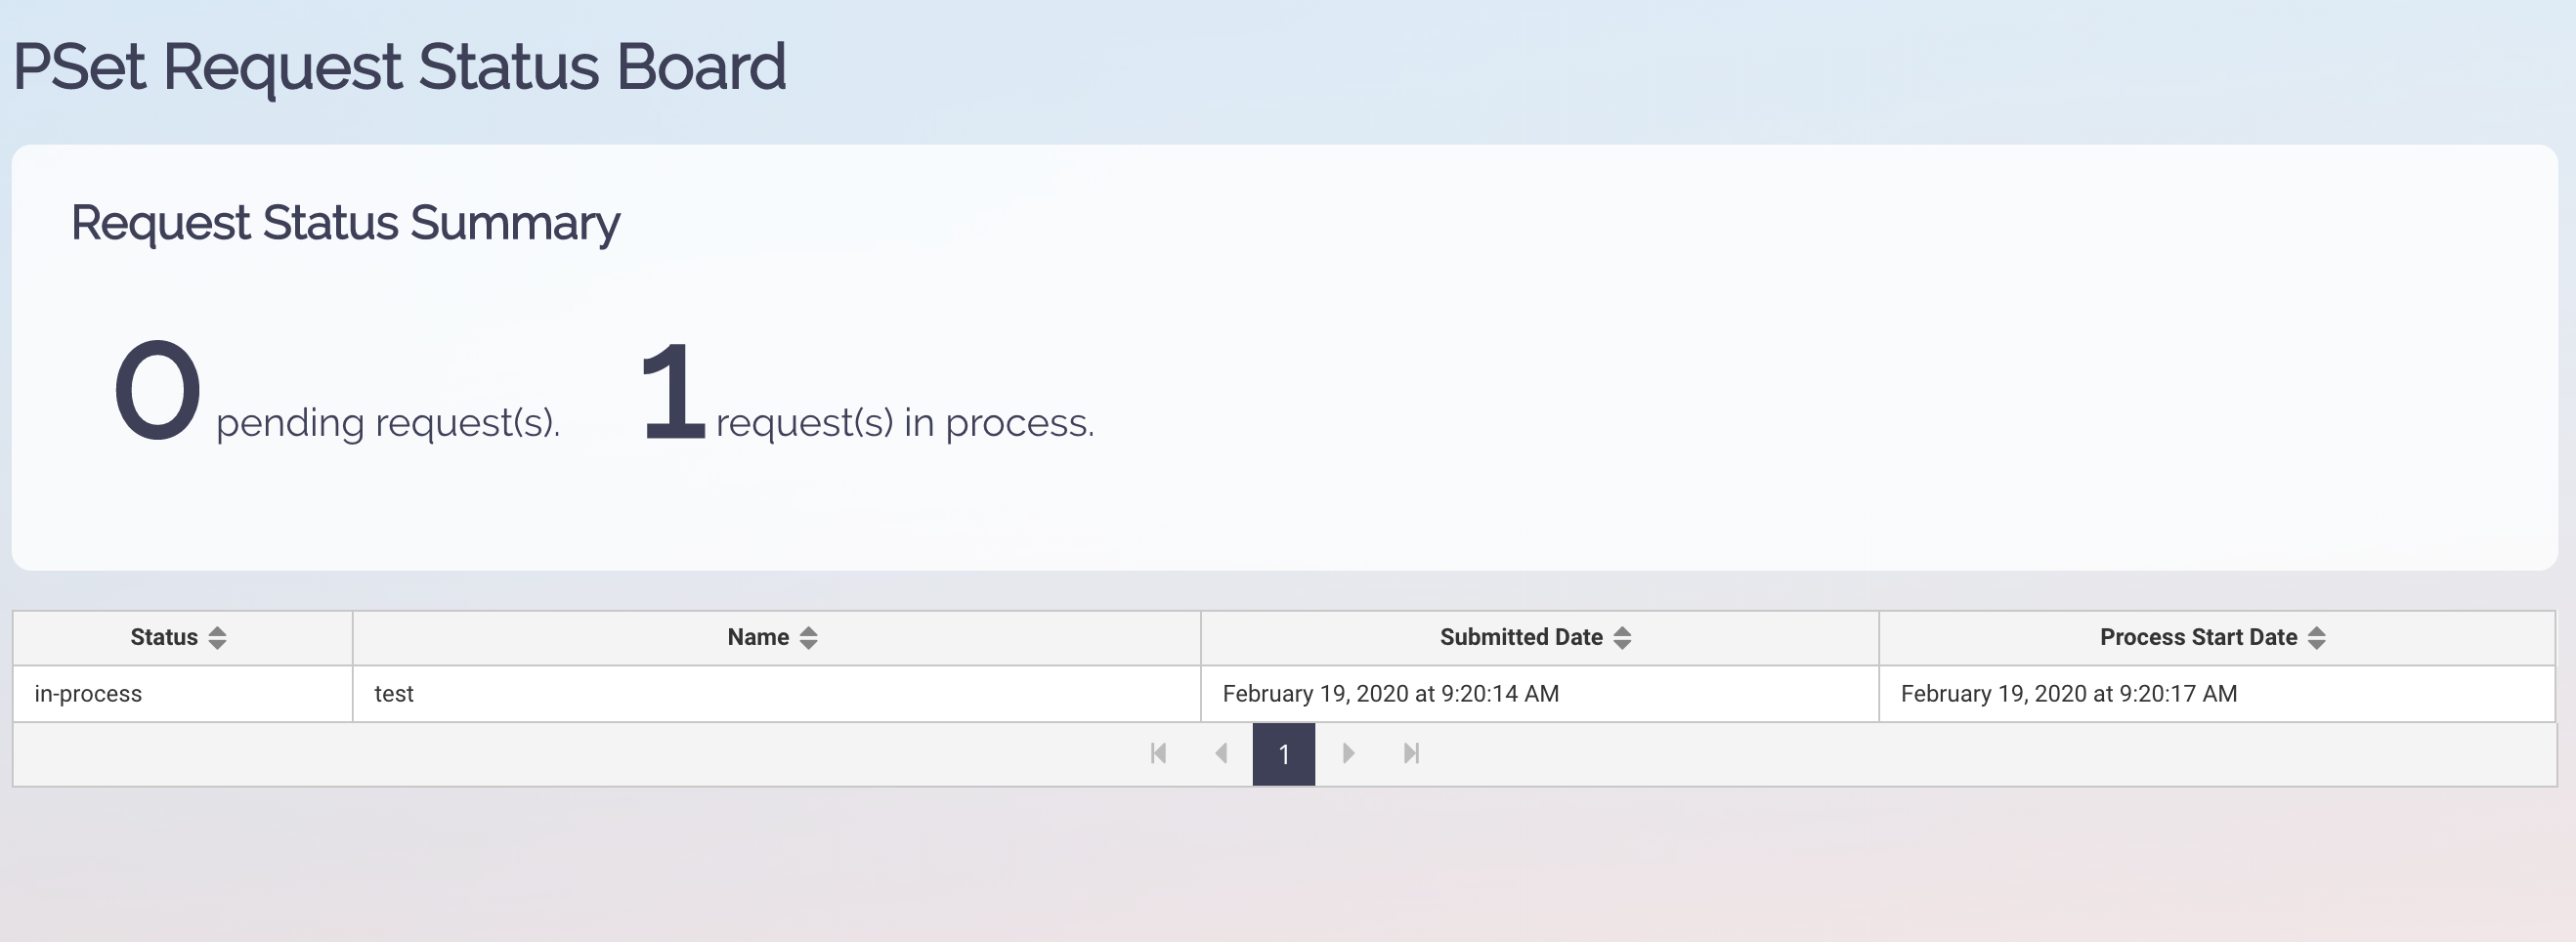 PSet Request Status Board
Request Status Summary
0 pending request(s). 1 request(s) in process.
Status Name Submitted Date Process Start Date
in-process test February 19, 2020 at 9:20:14 AM February 19, 2020 at 9:20:17 AM
1